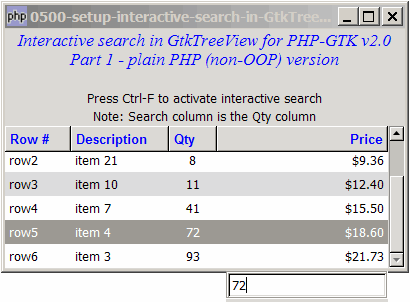 php 0500-setup-interactive-search-in-GtkTree...
Interactive search in GtkTreeView for PHP-GTK v2.0
Part 1 - plain PHP (non-OOP) version
Press Ctrl-F to activate interactive search
Note: Search column is the Qty column
Row # Description Qty Price
row2 item 21 8 $9.36
row3 item 10 11 $12.40
row4 item 7 41 $15.50
row5 item 4 72 $18.60
row6 item 3 93 $21.73
72